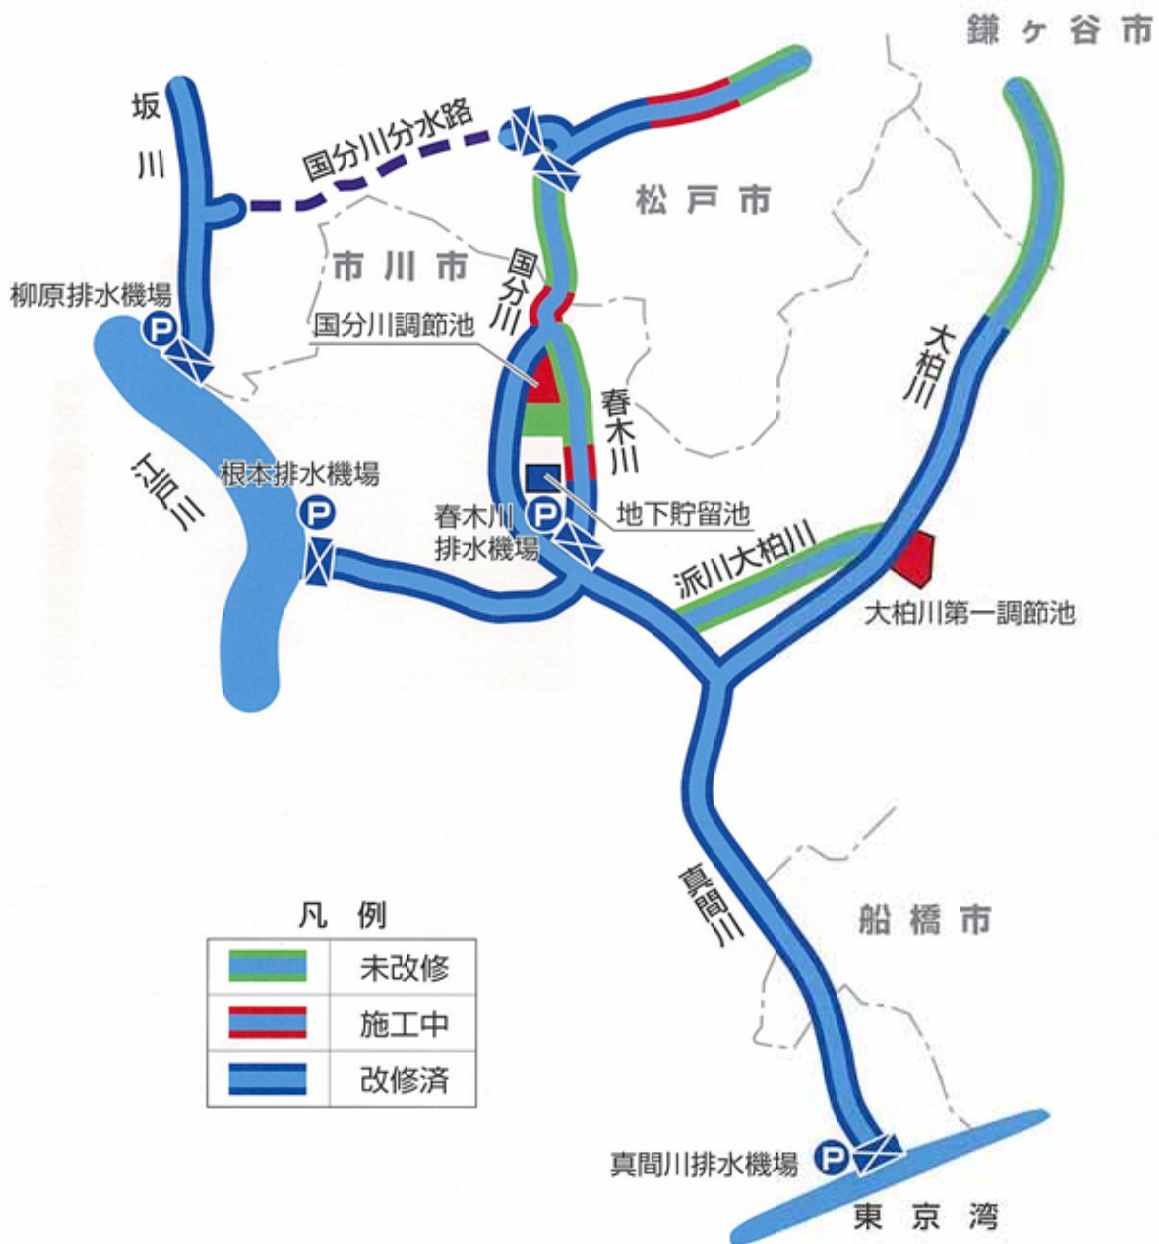 鎌ヶ谷市
坂川
国分川分水路
松戸市
市川市
国分川
柳原排水機場
P
国分川調節池
大柏川
春木川
江戸川
根本排水機場
P
春木川
排水機場
P
地下貯留池
派川大柏川
大柏川第一調節池
真間川
船橋市
凡例
未改修
施工中
改修済
真間川排水機場
P
東京湾